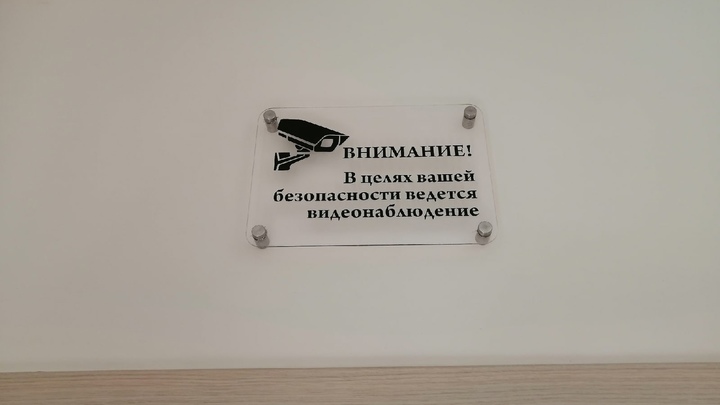 ВНИМАНИЕ!
В целях вашей
безопасности ведется
видеонаблюдение